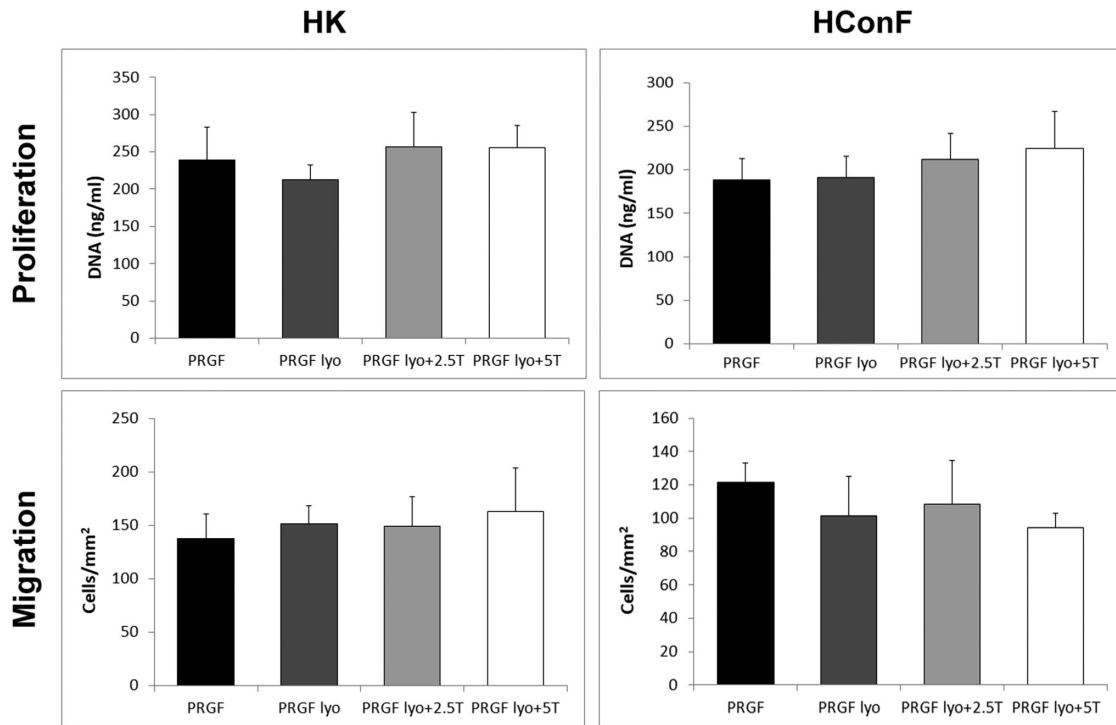 HK
HConF
Proliferation
DNA (ng/ml)
350
300
250
200
150
100
50
0
PRGF PRGF lyo PRGF lyo+2.5T PRGF lyo+5T
DNA (ng/ml)
300
250
200
150
100
50
0
PRGF PRGF lyo PRGF lyo+2.5T PRGF lyo+5T
Migration
Cells/mm²
250
200
150
100
50
0
PRGF PRGF lyo PRGF lyo+2.5T PRGF lyo+5T
Cells/mm²
160
140
120
100
80
60
40
20
0
PRGF PRGF lyo PRGF lyo+2.5T PRGF lyo+5T